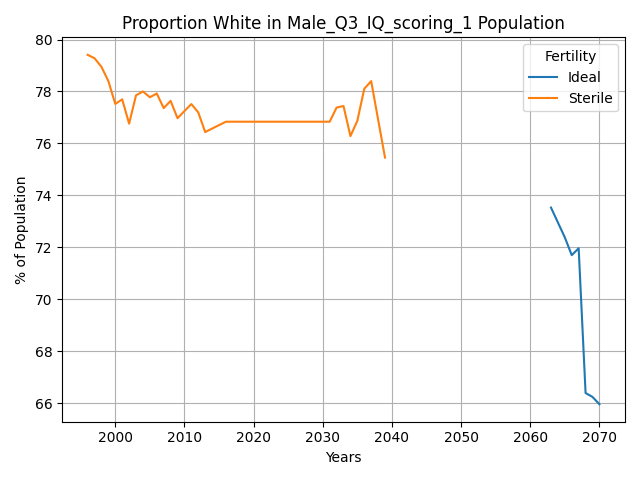 Proportion White in Male_Q3_IQ_scoring_1 Population
80
78
76
74
72
70
68
66
% of Population
Fertility
Ideal
Sterile
2000 2010 2020 2030 2040 2050 2060 2070
Years